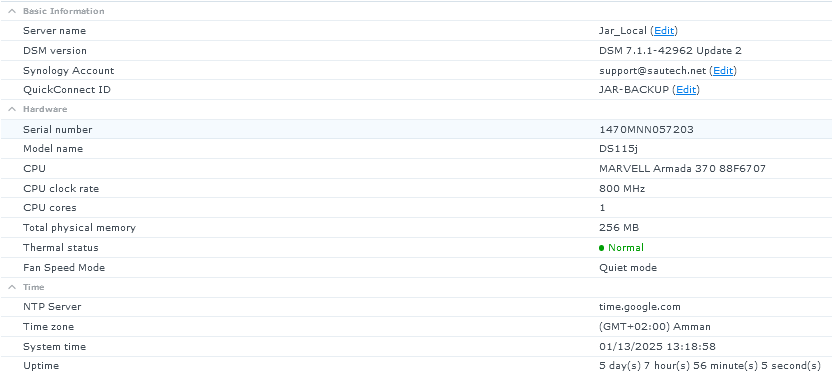 Basic Information
Server name Jar_Local (Edit)
DSM version DSM 7.1.1-42962 Update 2
Synology Account support@sautech.net (Edit)
QuickConnect ID JAR-BACKUP (Edit)
Hardware
Serial number 1470MNN057203
Model name DS115j
CPU MARVELL Armada 370 88F6707
CPU clock rate 800 MHz
CPU cores 1
Total physical memory 256 MB
Thermal status Normal
Fan Speed Mode Quiet mode
Time
NTP Server time.google.com
Time zone (GMT+02:00) Amman
System time 01/13/2025 13:18:58
Uptime 5 day(s) 7 hour(s) 56 minute(s) 5 second(s)